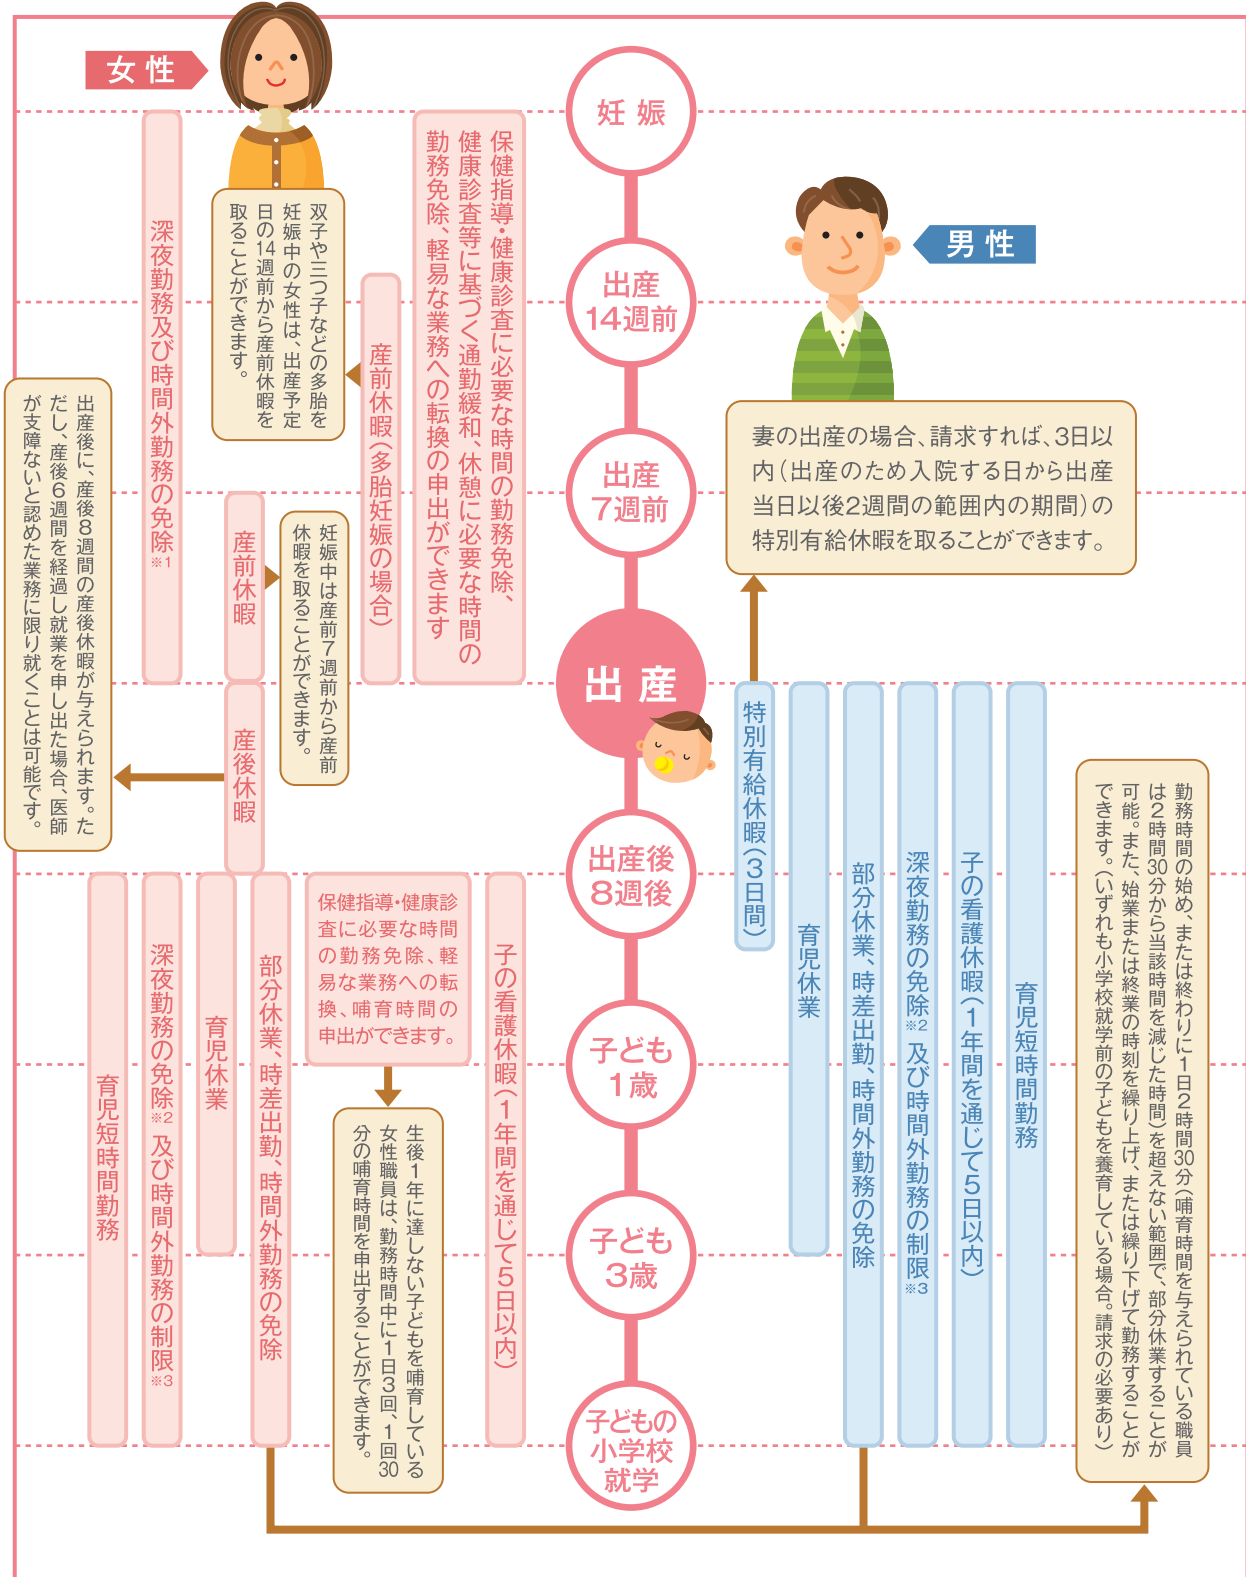 女性
妊娠
男性
出産
14週前
出産
7週前
出産
出産後
8週後
子ども
1歳
子ども
3歳
子どもの
小学校
就学
保健指導・健康診査に必要な時間の勤務免除、
健康診査等に基づく通勤緩和、休憩に必要な時間の
勤務免除、軽易な業務への転換の申出ができます
産前休暇(多胎妊娠の場合)
双子や三つ子などの多胎を
妊娠中の女性は、出産予定
日の14週前から産前休暇を
取ることができます。
深夜勤務及び時間外勤務の免除※1
産前休暇
妊娠中は産前7週前から産前
休暇を取ることができます。
産後休暇
出産後に、産後8週間の産後休暇が与えられます。た
だし、産後6週間を経過し就業を申し出た場合、医師
が支障ないと認めた業務に限り就くことは可能です。
妻の出産の場合、請求すれば、3日以
内(出産のため入院する日から出産
当日以後2週間の範囲内の期間)の
特別有給休暇を取ることができます。
子の看護休暇(1年間を通じて5日以内)
保健指導・健康診
査に必要な時間
の勤務免除、軽
易な業務への転
換、哺育時間の
申出ができます。
生後1年に達しない子どもを哺育している
女性職員は、勤務時間中に1日3回、1回30
分の哺育時間を申出することができます。
部分休業、時差出勤、時間外勤務の免除
育児休業
深夜勤務の免除※2 及び時間外勤務の制限※3
育児短時間勤務
特別有給休暇(3日間)
育児休業
部分休業、時差出勤、時間外勤務の免除
深夜勤務の免除※2 及び時間外勤務の制限※3
子の看護休暇(1年間を通じて5日以内)
育児短時間勤務
勤務時間の始め、または終わりに1日2時間30分(哺育時間を与えられている職員
は2時間30分から当該時間を減じた時間)を超えない範囲で、部分休業することが
可能。また、始業または終業の時刻を繰り上げ、または繰り下げて勤務することが
できます。(いずれも小学校就学前の子どもを養育している場合。請求の必要あり)